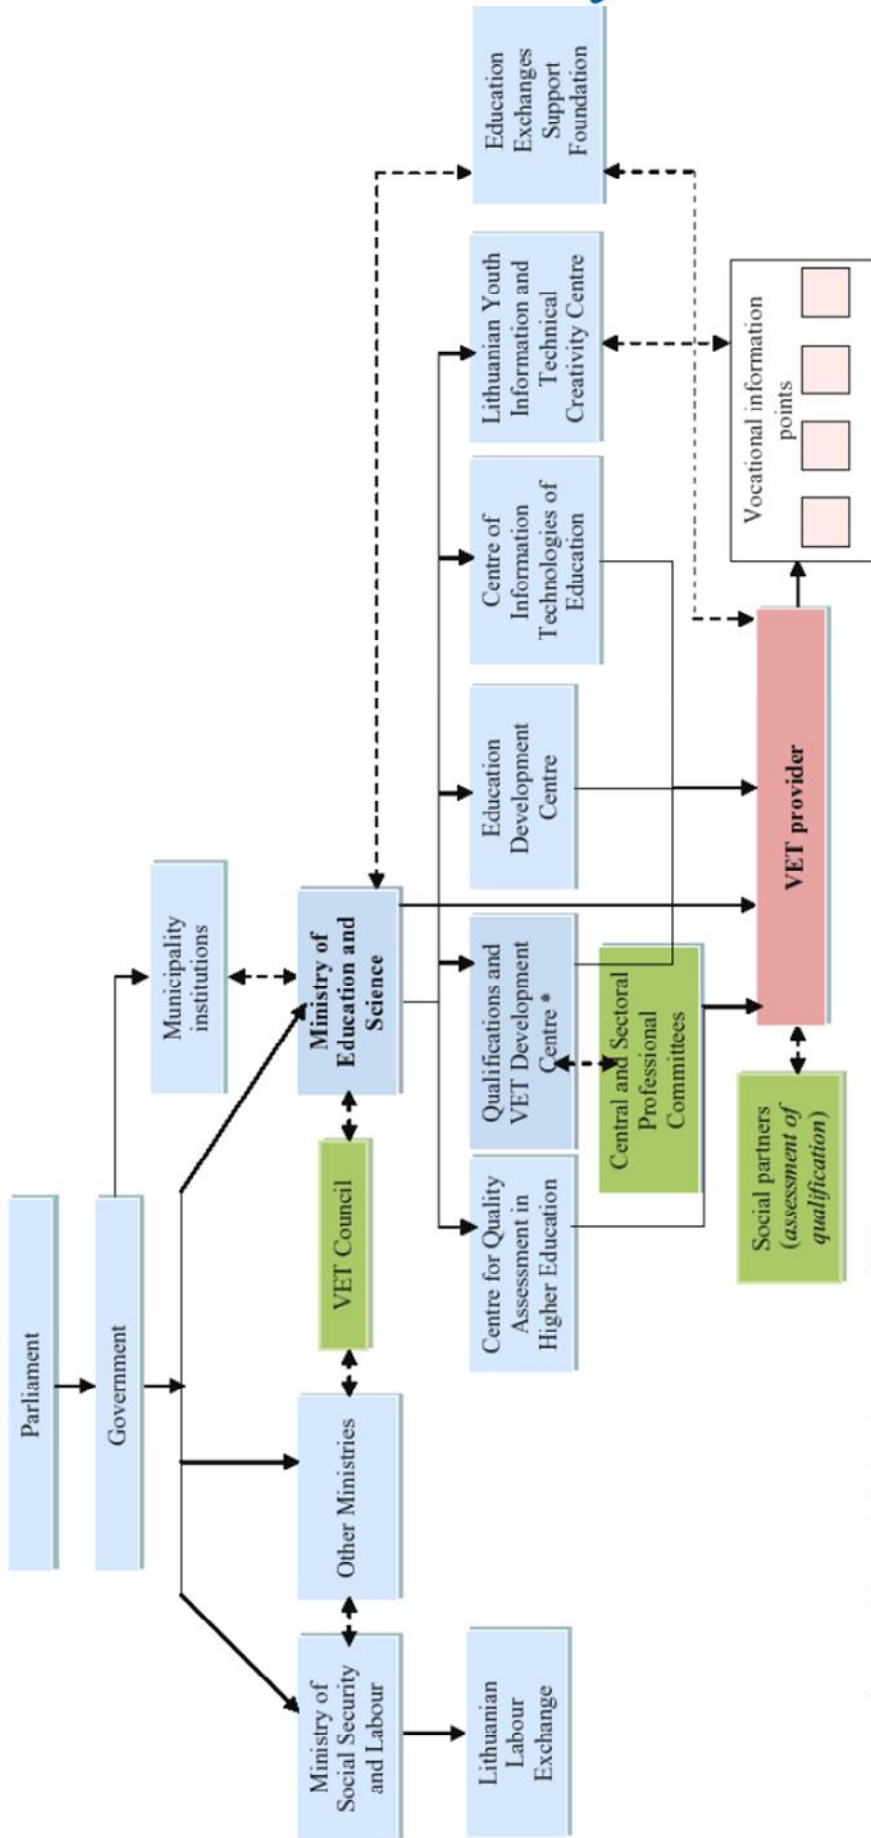 Parliament
Government
Municipality
institutions
Ministry of
Social Security
and Labour
Other Ministries
VET Council
Ministry of
Education and
Science
Lithuanian
Labour
Exchange
Centre for Quality
Assessment in
Higher Education
Qualifications and
VET Development
Centre *
Education
Development
Centre
Centre of
Information
Technologies of
Education
Lithuanian Youth
Information and
Technical
Creativity Centre
Education
Exchanges
Support
Foundation
Central and Sectoral
Professional
Committees
Social partners
(assessment of
qualification)
VET provider
Vocational information
points